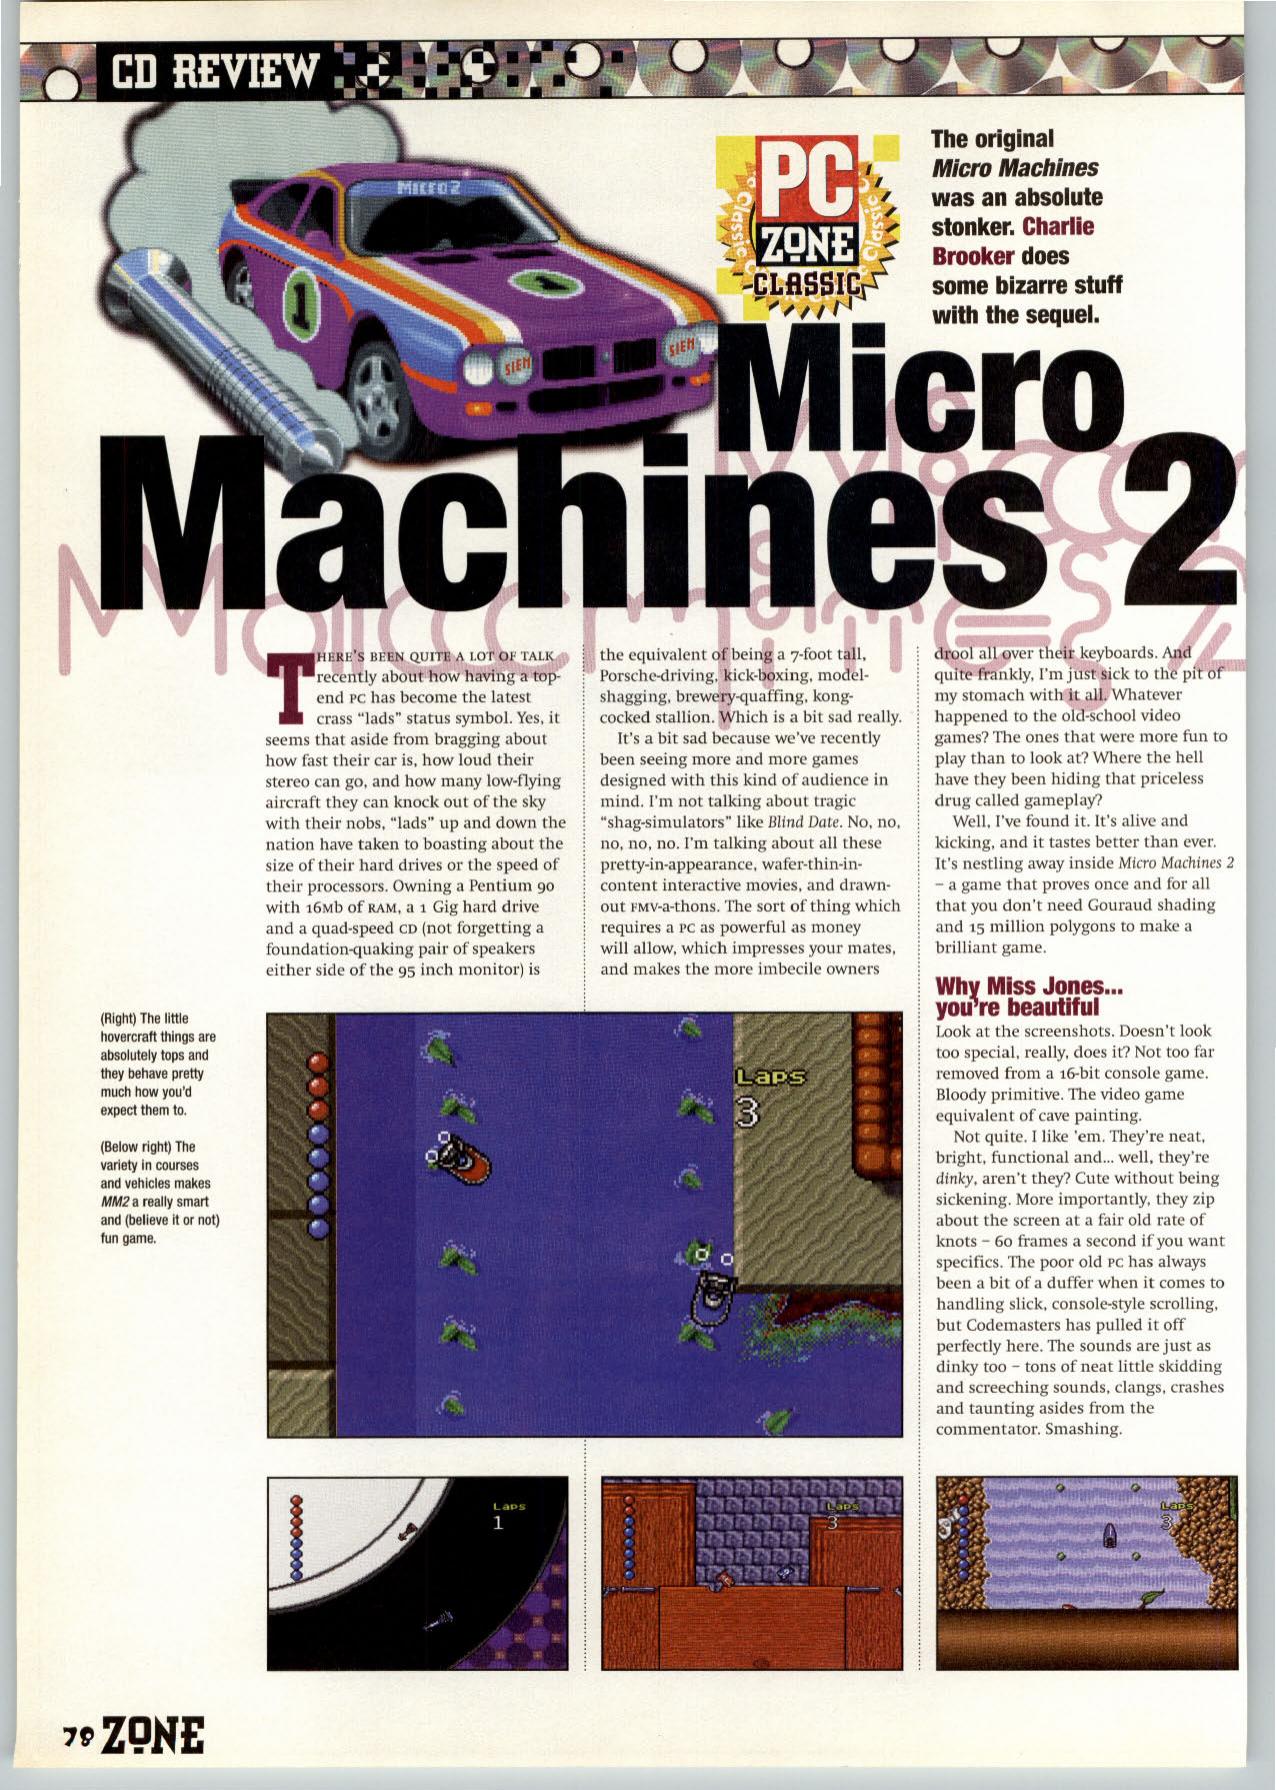 CD REVIEW
Micro 2
1
1
SIEM
SIEM
PC
ZONE
CLASSIC
Classic
Classic
Classic
The original
Micro Machines
was an absolute
stonker. Charlie
Brooker does
some bizarre stuff
with the sequel.
Micro
Machines 2
THERE'S BEEN QUITE A LOT OF TALK
recently about how having a top-
end PC has become the latest
crass "lads" status symbol. Yes, it
seems that aside from bragging about
how fast their car is, how loud their
stereo can go, and how many low-flying
aircraft they can knock out of the sky
with their nobs, "lads" up and down the
nation have taken to boasting about the
size of their hard drives or the speed of
their processors. Owning a Pentium 90
with 16Mb of RAM, a 1 Gig hard drive
and a quad-speed CD (not forgetting a
foundation-quaking pair of speakers
either side of the 95 inch monitor) is
the equivalent of being a 7-foot tall,
Porsche-driving, kick-boxing, model-
shagging, brewery-quaffing, kong-
cocked stallion. Which is a bit sad really.
It's a bit sad because we've recently
been seeing more and more games
designed with this kind of audience in
mind. I'm not talking about tragic
"shag-simulators" like Blind Date. No, no,
no, no, no. I'm talking about all these
pretty-in-appearance, wafer-thin-in-
content interactive movies, and drawn-
out FMV-a-thons. The sort of thing which
requires a PC as powerful as money
will allow, which impresses your mates,
and makes the more imbecile owners
drool all over their keyboards. And
quite frankly, I'm just sick to the pit of
my stomach with it all. Whatever
happened to the old-school video
games? The ones that were more fun to
play than to look at? Where the hell
have they been hiding that priceless
drug called gameplay?
Well, I've found it. It's alive and
kicking, and it tastes better than ever.
It's nestling away inside Micro Machines 2
– a game that proves once and for all
that you don't need Gouraud shading
and 15 million polygons to make a
brilliant game.
Why Miss Jones...
you're beautiful
Look at the screenshots. Doesn't look
too special, really, does it? Not too far
removed from a 16-bit console game.
Bloody primitive. The video game
equivalent of cave painting.
Not quite. I like 'em. They're neat,
bright, functional and... well, they're
dinky, aren't they? Cute without being
sickening. More importantly, they zip
about the screen at a fair old rate of
knots – 60 frames a second if you want
specifics. The poor old PC has always
been a bit of a duffer when it comes to
handling slick, console-style scrolling,
but Codemasters has pulled it off
perfectly here. The sounds are just as
dinky too – tons of neat little skidding
and screeching sounds, clangs, crashes
and taunting asides from the
commentator. Smashing.
(Right) The little
hovercraft things are
absolutely tops and
they behave pretty
much how you'd
expect them to.
(Below right) The
variety in courses
and vehicles makes
MM2 a really smart
and (believe it or not)
fun game.
Laps
3
Laps
1
Laps
3
Laps
3
78 ZONE